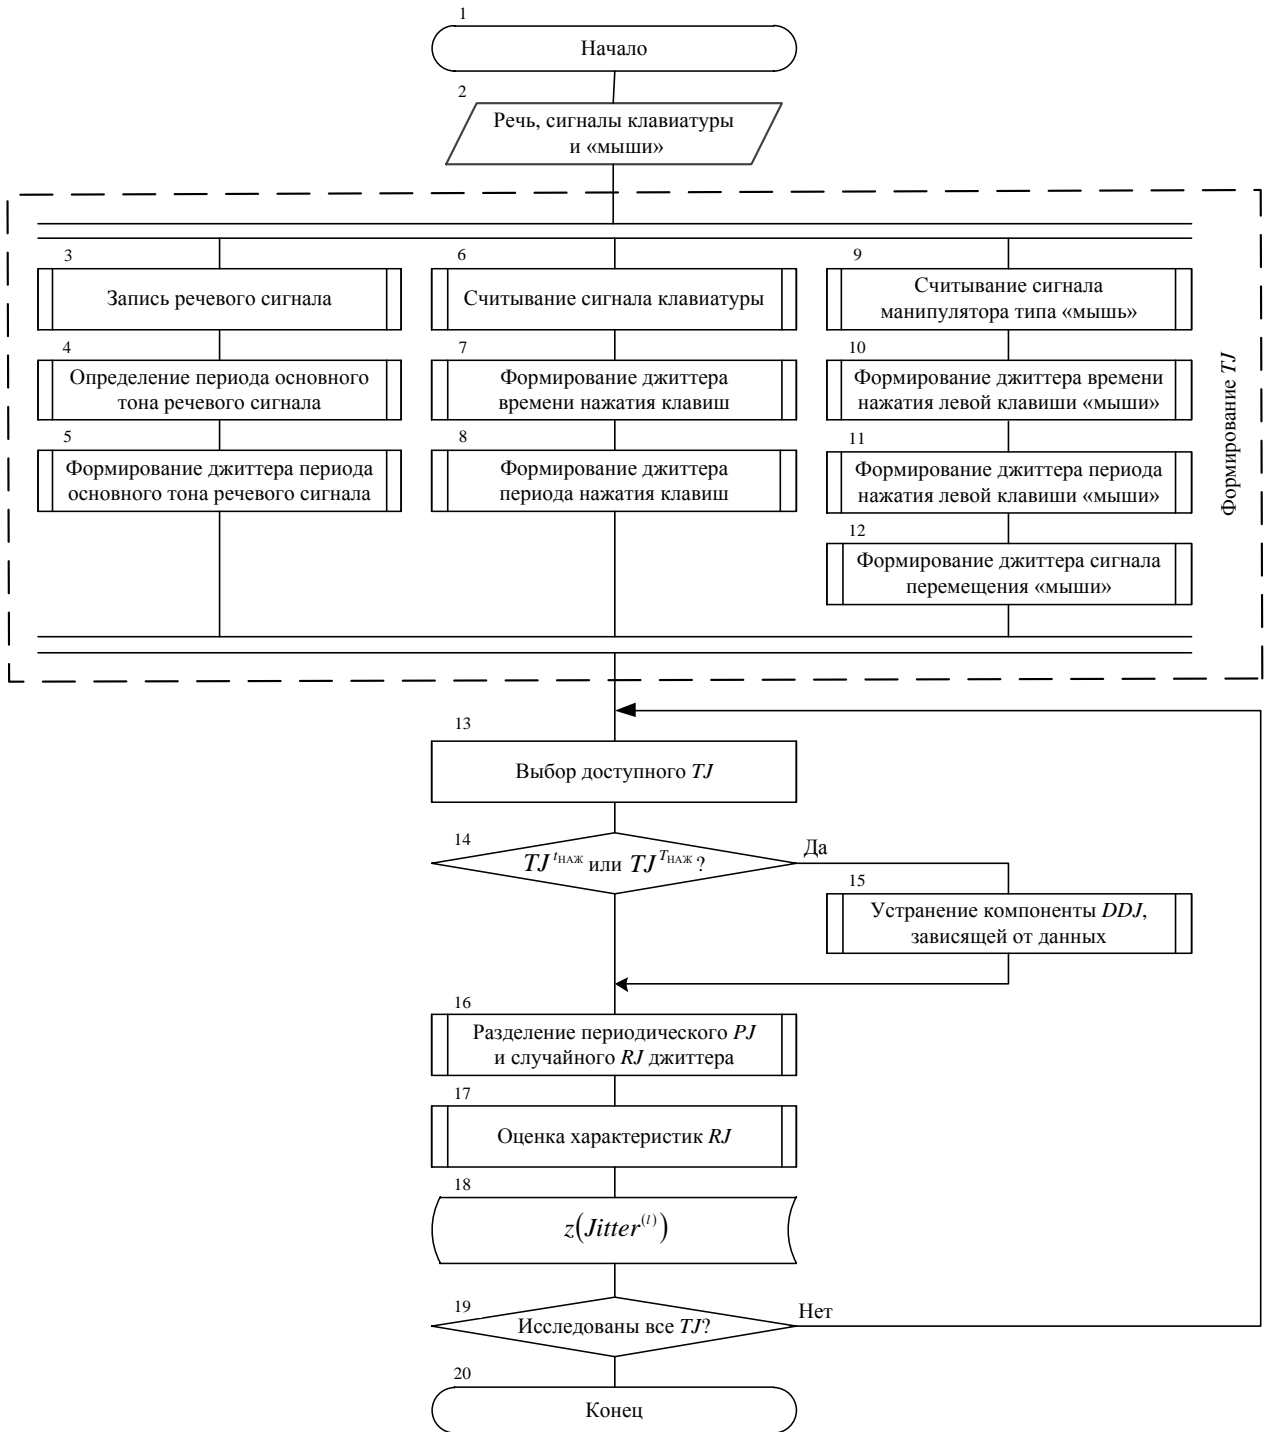 1
Начало
2
Речь, сигналы клавиатуры
и «мыши»
3
Запись речевого сигнала
4
Определение периода основного
тона речевого сигнала
5
Формирование джиттера периода
основного тона речевого сигнала
6
Считывание сигнала клавиатуры
7
Формирование джиттера
времени нажатия клавиш
8
Формирование джиттера
периода нажатия клавиш
9
Считывание сигнала
манипулятора типа «мышь»
10
Формирование джиттера времени
нажатия левой клавиши «мыши»
11
Формирование джиттера периода
нажатия левой клавиши «мыши»
12
Формирование джиттера сигнала
перемещения «мыши»
Формирование TJ
13
Выбор доступного TJ
14
TJ^{t_{НАЖ}} или TJ^{T_{НАЖ}} ?
Да
15
Устранение компоненты DDJ,
зависящей от данных
16
Разделение периодического PJ
и случайного RJ джиттера
17
Оценка характеристик RJ
18
z(Jitter^{(l)})
19
Исследованы все TJ?
Нет
20
Конец